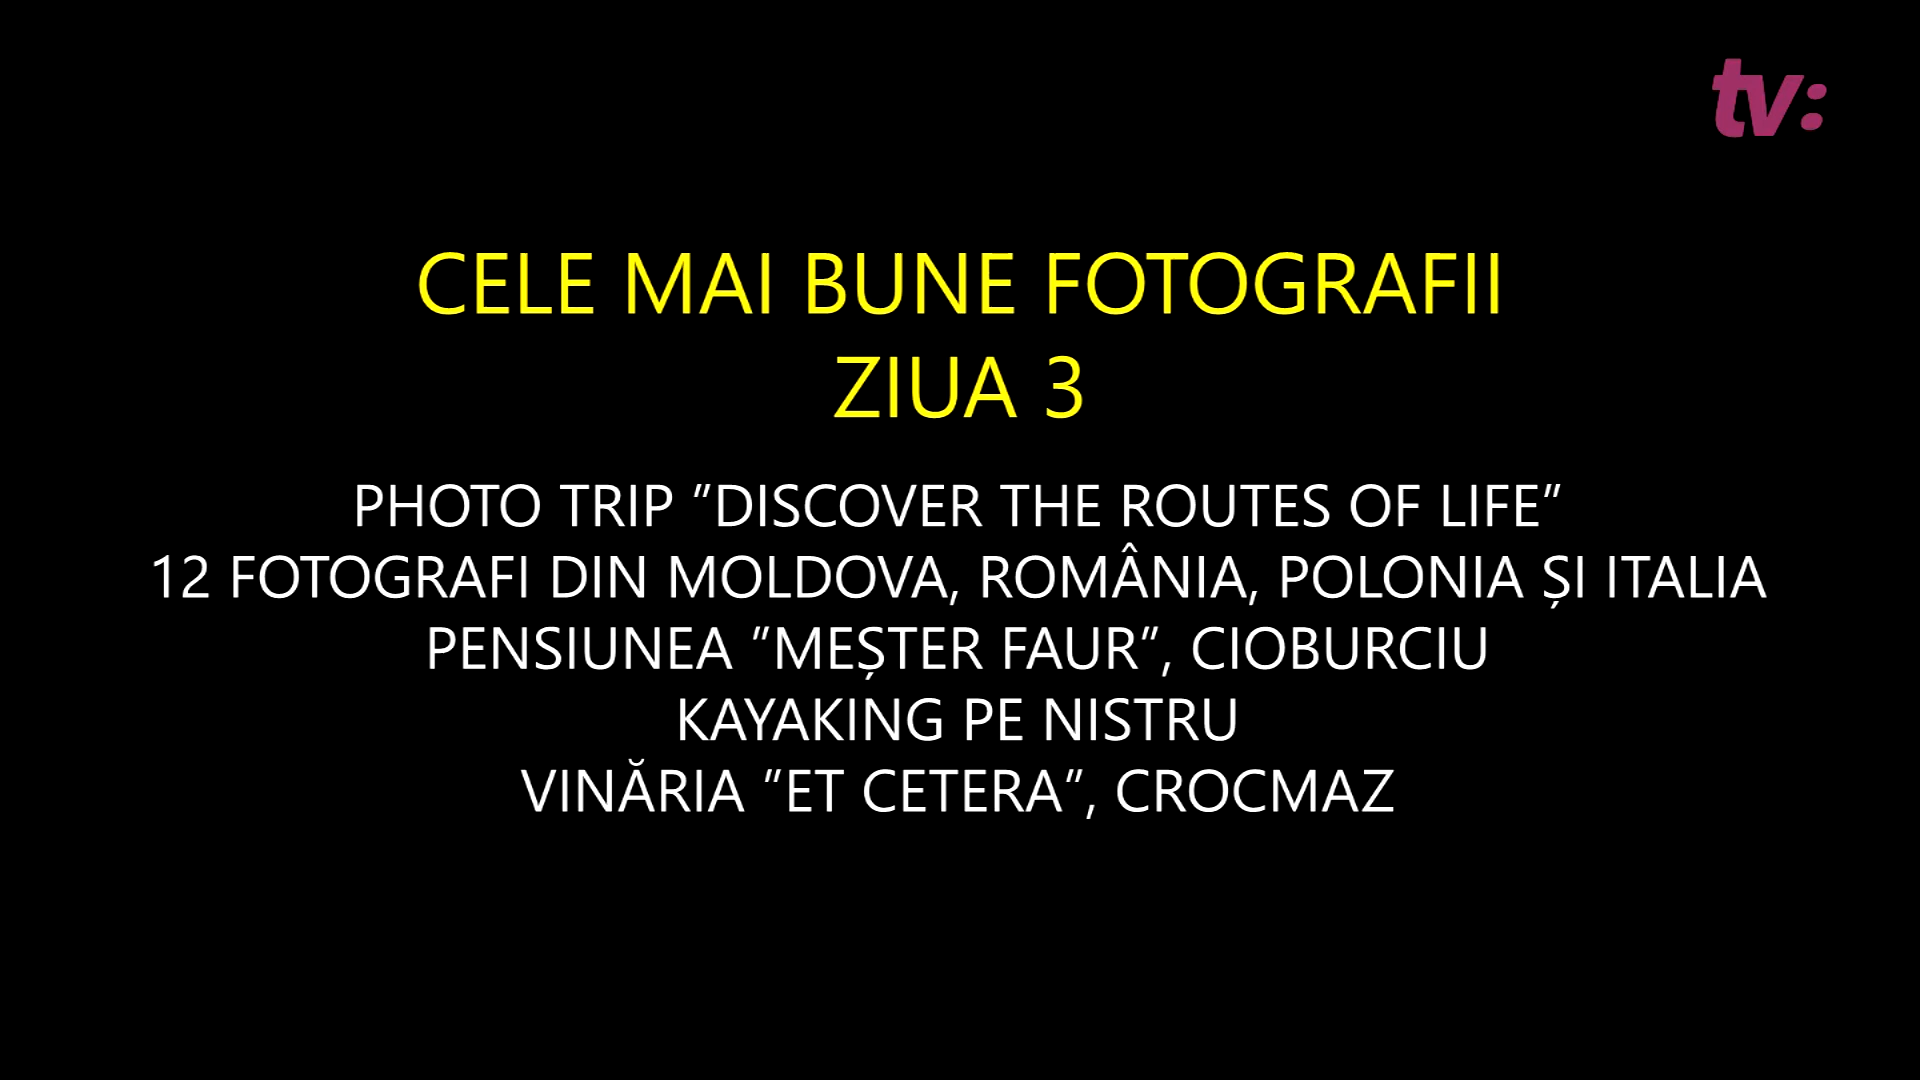 tv:
CELE MAI BUNE FOTOGRAFII
ZIUA 3
PHOTO TRIP ”DISCOVER THE ROUTES OF LIFE”
12 FOTOGRAFI DIN MOLDOVA, ROMÂNIA, POLONIA ȘI ITALIA
PENSIUNEA ”MEȘTER FAUR”, CIOBURCIU
KAYAKING PE NISTRU
VINĂRIA ”ET CETERA”, CROCMAZ